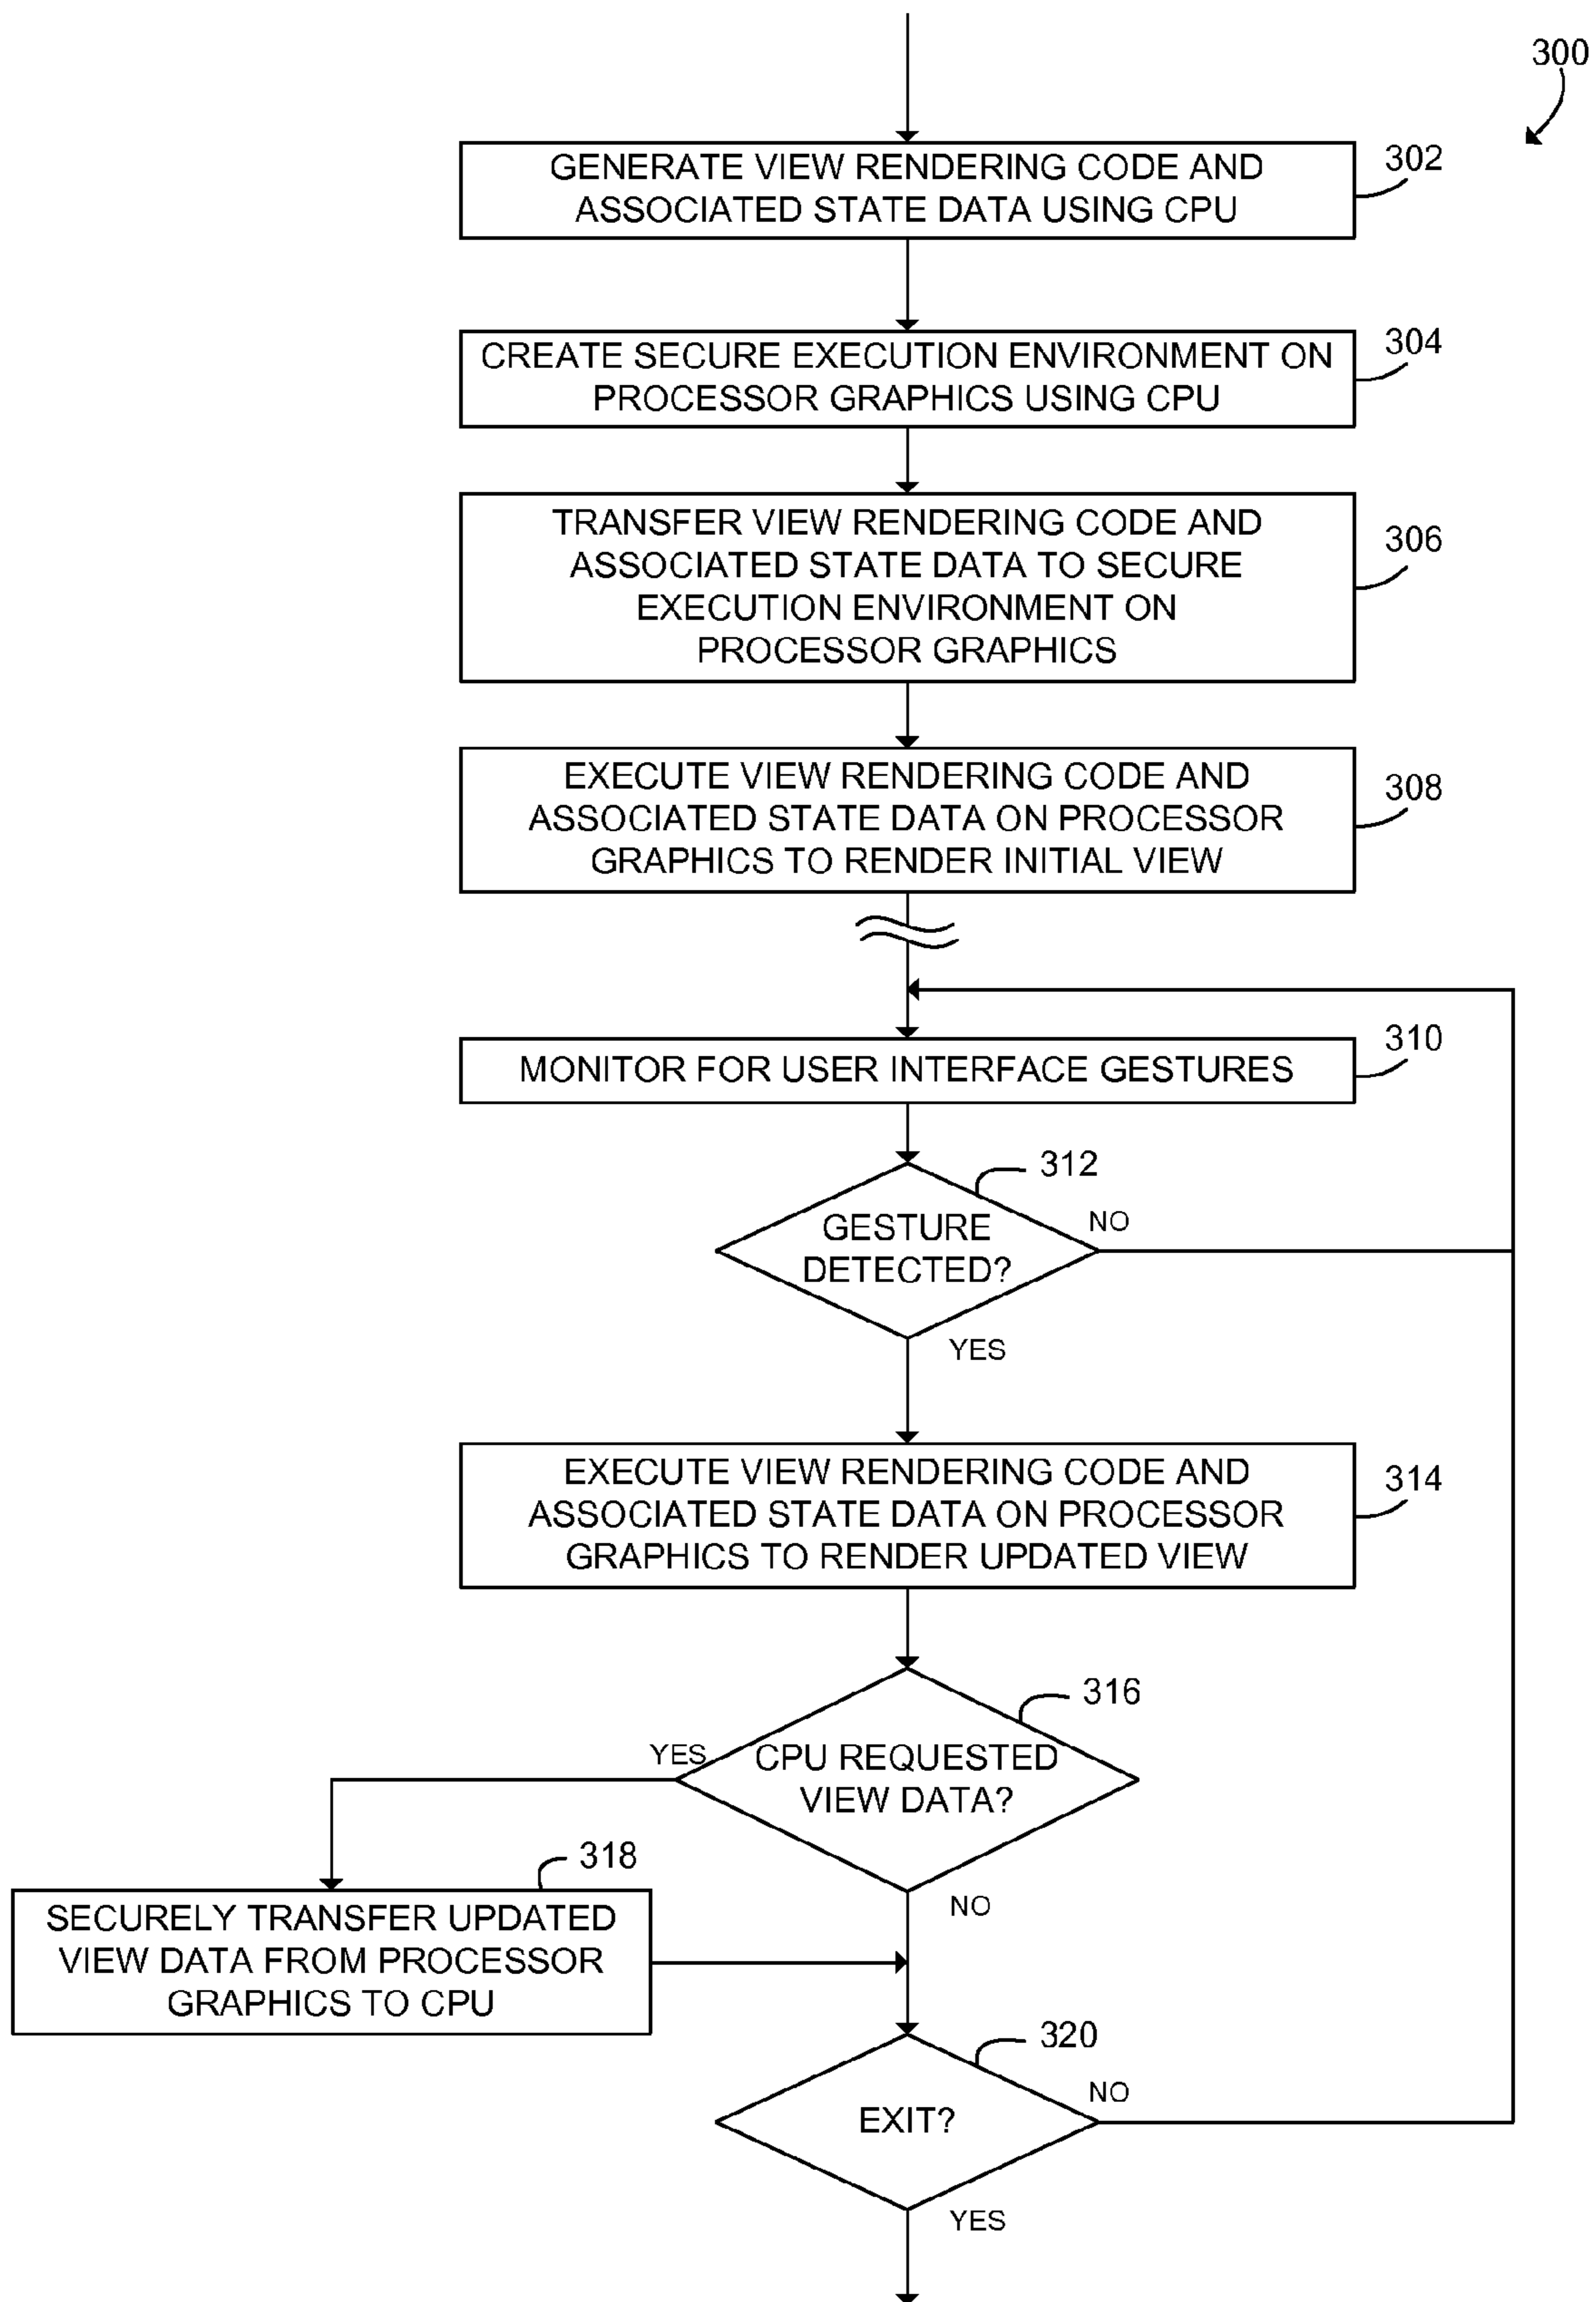 300
GENERATE VIEW RENDERING CODE AND
ASSOCIATED STATE DATA USING CPU
302
CREATE SECURE EXECUTION ENVIRONMENT ON
PROCESSOR GRAPHICS USING CPU
304
TRANSFER VIEW RENDERING CODE AND
ASSOCIATED STATE DATA TO SECURE
EXECUTION ENVIRONMENT ON
PROCESSOR GRAPHICS
306
EXECUTE VIEW RENDERING CODE AND
ASSOCIATED STATE DATA ON PROCESSOR
GRAPHICS TO RENDER INITIAL VIEW
308
MONITOR FOR USER INTERFACE GESTURES
310
312
GESTURE
DETECTED?
NO
YES
EXECUTE VIEW RENDERING CODE AND
ASSOCIATED STATE DATA ON PROCESSOR
GRAPHICS TO RENDER UPDATED VIEW
314
316
YES
CPU REQUESTED
VIEW DATA?
NO
318
SECURELY TRANSFER UPDATED
VIEW DATA FROM PROCESSOR
GRAPHICS TO CPU
320
EXIT?
NO
YES